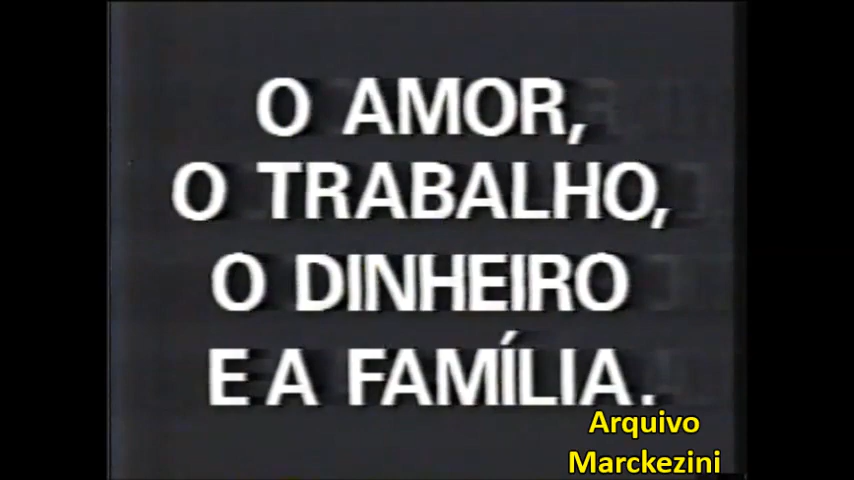 O AMOR,
O TRABALHO,
O DINHEIRO
E A FAMÍLIA.
Arquivo
Marckezini